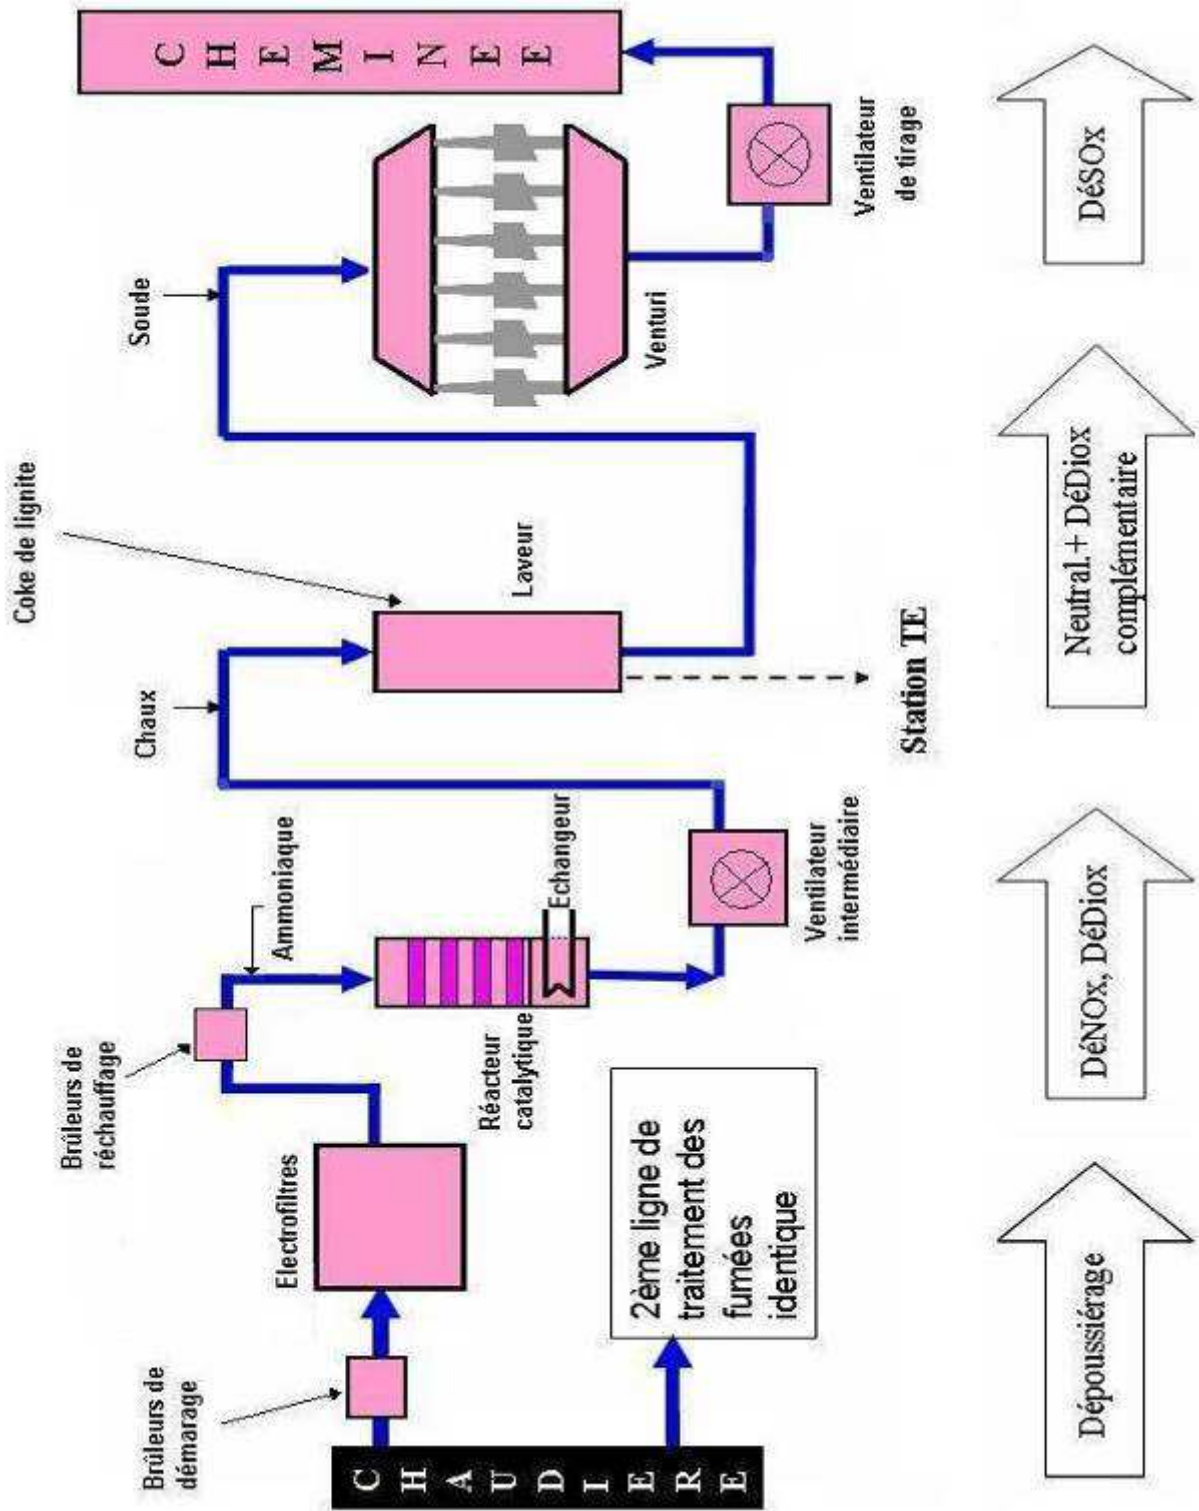 Coke de lignite
Soude
Chaux
Brûleurs de
réchauffage
Ammoniaque
Brûleurs de
démarage
Electrofiltres
CHAUDIERE
Réacteur
catalytique
Echangeur
Laveur
Venturi
CHEMINEE
2ème ligne de
traitement des
fumées
identique
Ventilateur
intermédiaire
Station TE
Ventilateur
de tirage
Dépoussiérage
DéNOx, DéDiox
Neutral.+ DéDiox
complémentaire
DéSOx